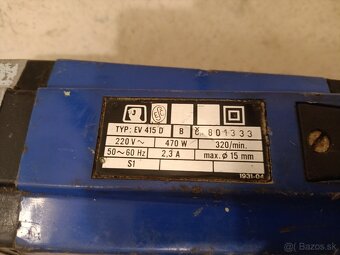 TYP: EV 415 D B č. 801333
220 V ~ 470 W 320/min.
50~60 Hz 2,3 A max. ø 15 mm
S1
1931-04
© Bazos.sk